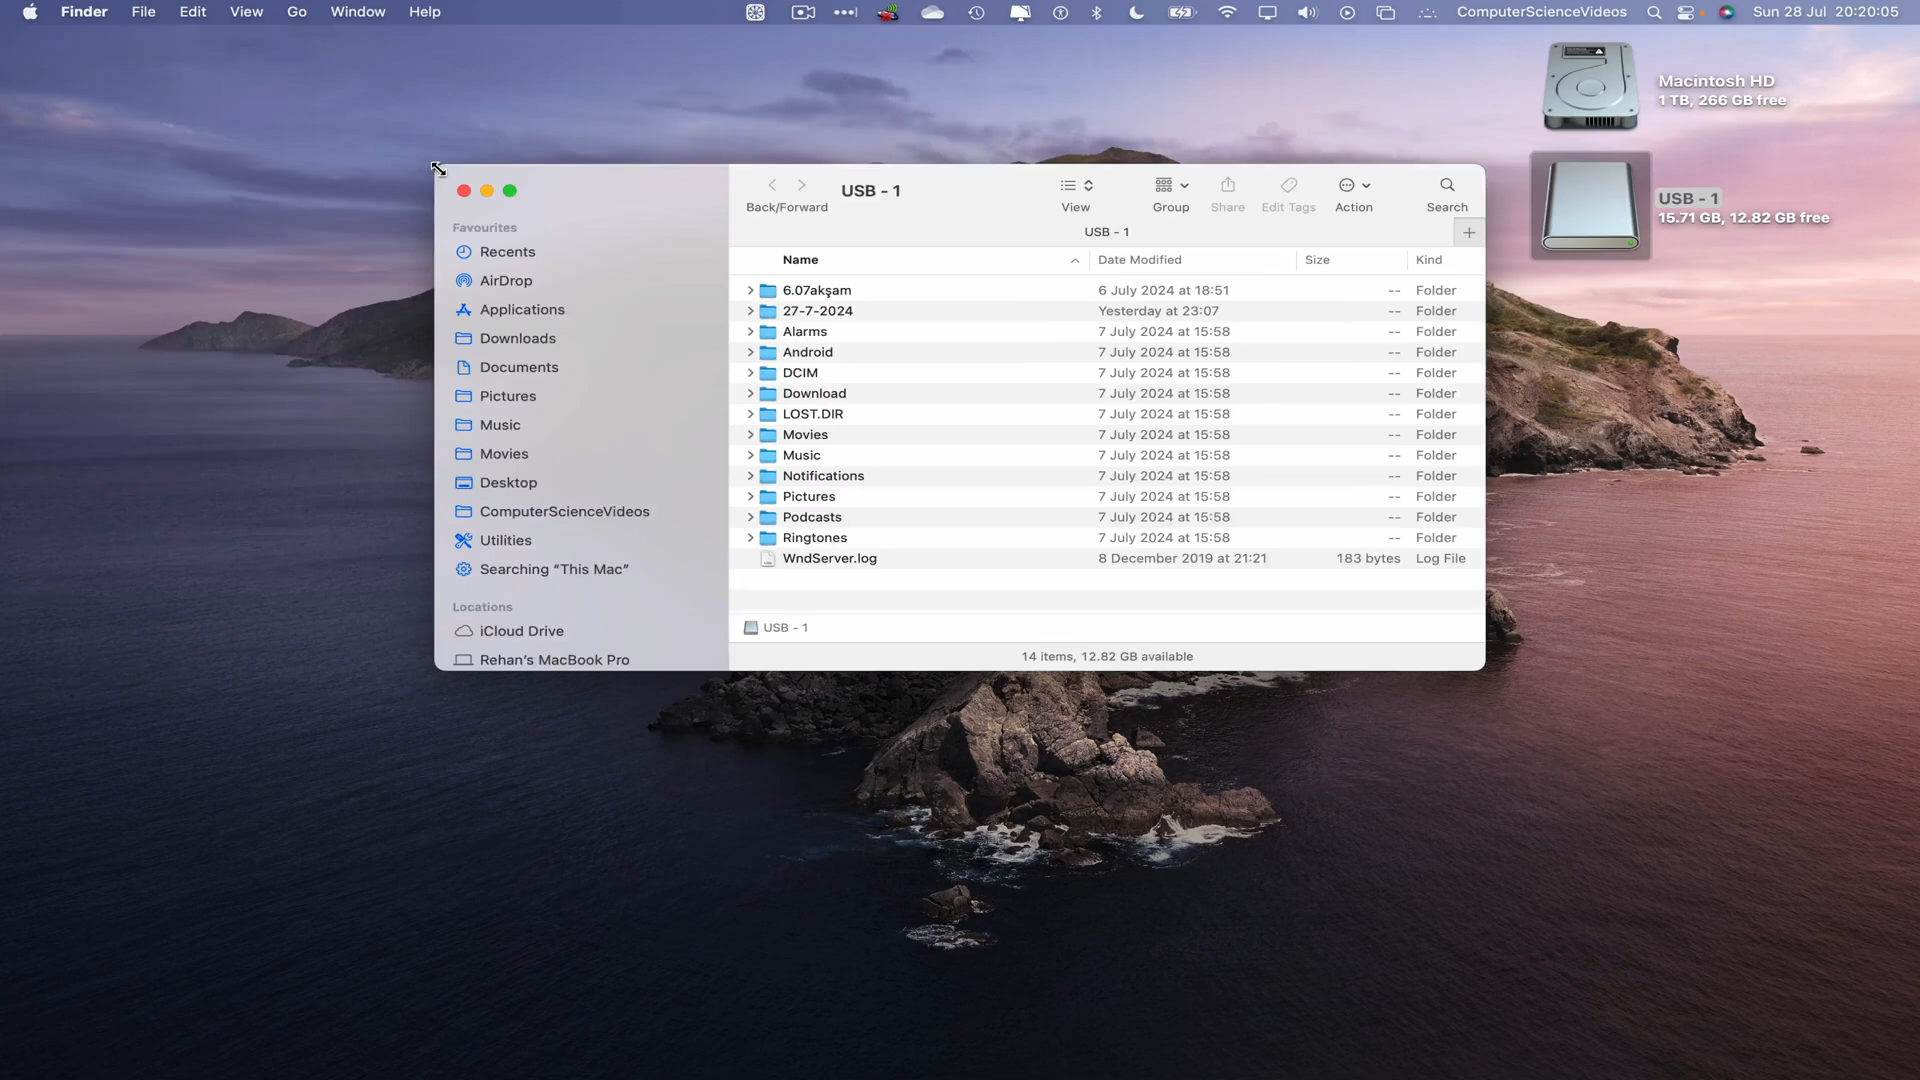 Finder File Edit View Go Window Help ComputerScienceVideos Sun 28 Jul 20:20:05
Macintosh HD
1 TB, 266 GB free
USB - 1
15.71 GB, 12.82 GB free
USB - 1
Back/Forward View Group Share Edit Tags Action Search
USB - 1
Favourites
Recents
AirDrop
Applications
Downloads
Documents
Pictures
Music
Movies
Desktop
ComputerScienceVideos
Utilities
Searching “This Mac”
Locations
iCloud Drive
Rehan’s MacBook Pro
Name Date Modified Size Kind
6.07akşam 6 July 2024 at 18:51 -- Folder
27-7-2024 Yesterday at 23:07 -- Folder
Alarms 7 July 2024 at 15:58 -- Folder
Android 7 July 2024 at 15:58 -- Folder
DCIM 7 July 2024 at 15:58 -- Folder
Download 7 July 2024 at 15:58 -- Folder
LOST.DIR 7 July 2024 at 15:58 -- Folder
Movies 7 July 2024 at 15:58 -- Folder
Music 7 July 2024 at 15:58 -- Folder
Notifications 7 July 2024 at 15:58 -- Folder
Pictures 7 July 2024 at 15:58 -- Folder
Podcasts 7 July 2024 at 15:58 -- Folder
Ringtones 7 July 2024 at 15:58 -- Folder
WndServer.log 8 December 2019 at 21:21 183 bytes Log File
USB - 1
14 items, 12.82 GB available